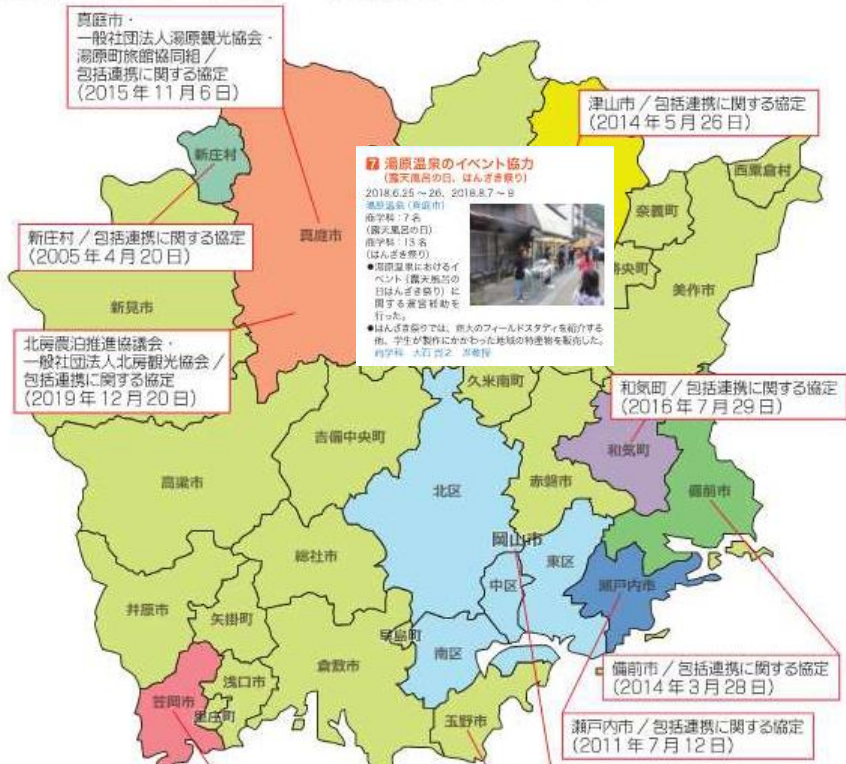 真庭市・
一般社団法人湯原観光協会・
湯原町旅館協同組 /
包括連携に関する協定
(2015年11月6日)
津山市 / 包括連携に関する協定
(2014年5月26日)
新庄村
西粟倉村
奈義町
7 湯原温泉のイベント協力
(露天風呂の日、はんざき祭り)
2018.6.25 ~ 26、2018.8.7 ~ 8
湯原温泉(真庭市)
商学科:7名
(露天風呂の日)
商学科:13名
(はんざき祭り)
●湯原温泉におけるイ
ベント(露天風呂の
日はんざき祭り)に
関する運営補助を
行った。
●はんざき祭りでは、商大のフィールドスタディを紹介する
他、学生が製作にかかわった地域の特産物を販売した。
商学科
准教授
新庄村 / 包括連携に関する協定
(2005年4月20日)
真庭市
勝央町
美作市
新見市
北房農泊推進協議会・
一般社団法人北房観光協会 /
包括連携に関する協定
(2019年12月20日)
久米南町
和気町 / 包括連携に関する協定
(2016年7月29日)
吉備中央町
和気町
高梁市
北区
赤磐市
備前市
岡山市
総社市
東区
中区
瀬戸内市
井原市
矢掛町
早島町
南区
倉敷市
浅口市
笠岡市
里庄町
玉野市
備前市 / 包括連携に関する協定
(2014年3月28日)
瀬戸内市 / 包括連携に関する協定
(2011年7月12日)